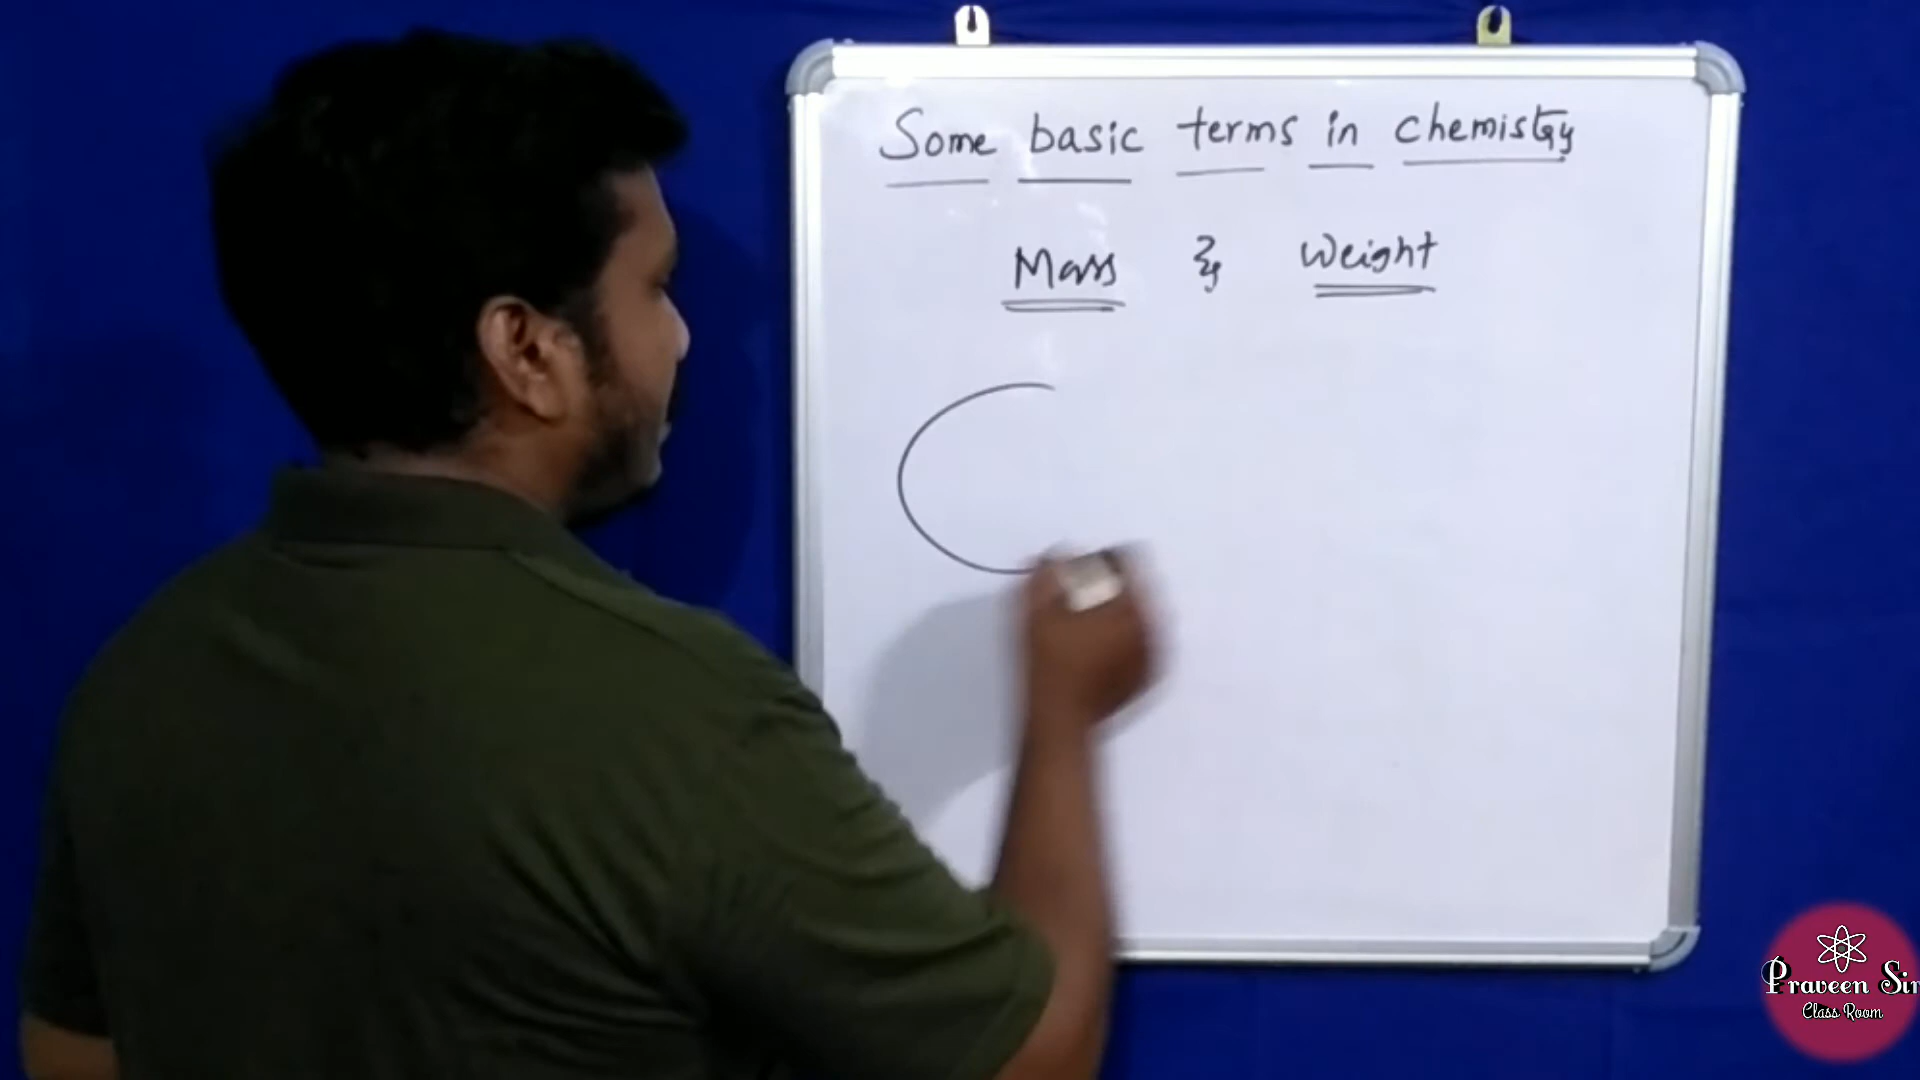 Some basic terms in chemistry
Mass & Weight
Praveen Sir
Class Room